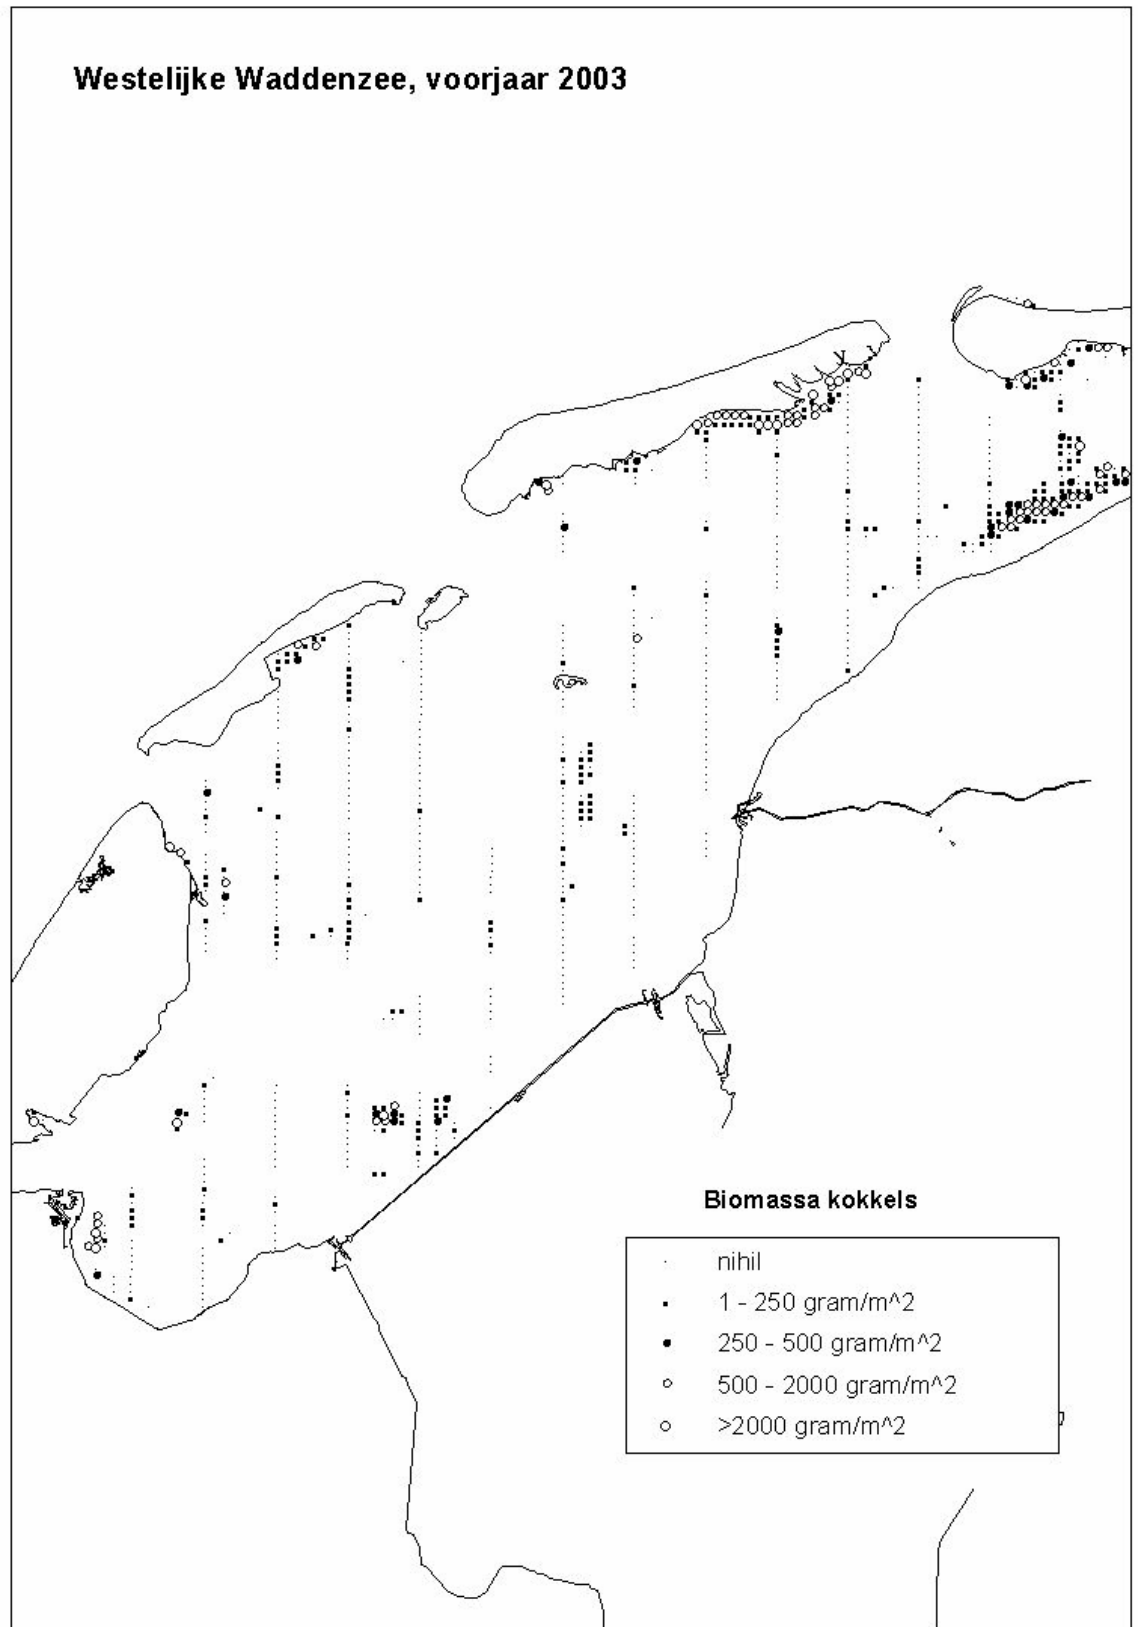 Westelijke Waddenzee, voorjaar 2003
Biomassa kokkels
nihil
1 - 250 gram/m^2
250 - 500 gram/m^2
500 - 2000 gram/m^2
>2000 gram/m^2